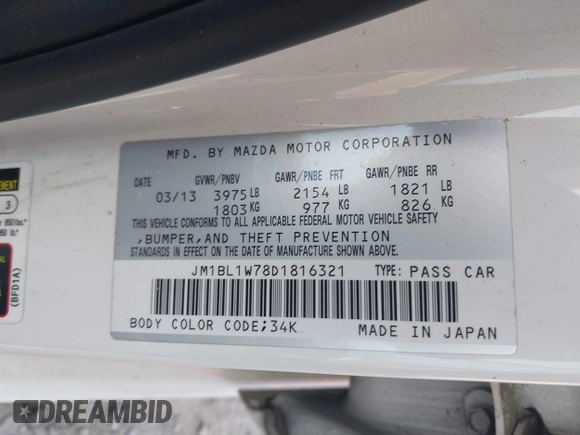 MFD. BY MAZDA MOTOR CORPORATION
GVWR/PNBV GAWR/PNBE FRT GAWR/PNBE RR
03/13 3975 LB 2154 LB 1821 LB
1803 KG 977 KG 826 KG
THIS VEHICLE CONFORMS TO ALL APPLICABLE FEDERAL MOTOR VEHICLE SAFETY
,BUMPER,AND THEFT PREVENTION
STANDARDS IN EFFECT ON THE DATE OF MANUFACTURE SHOWN ABOVE.
JM1BL1W78D1816321 TYPE: PASS CAR
BODY COLOR CODE;34K MADE IN JAPAN
3
(BFD1A)
DREAMBID